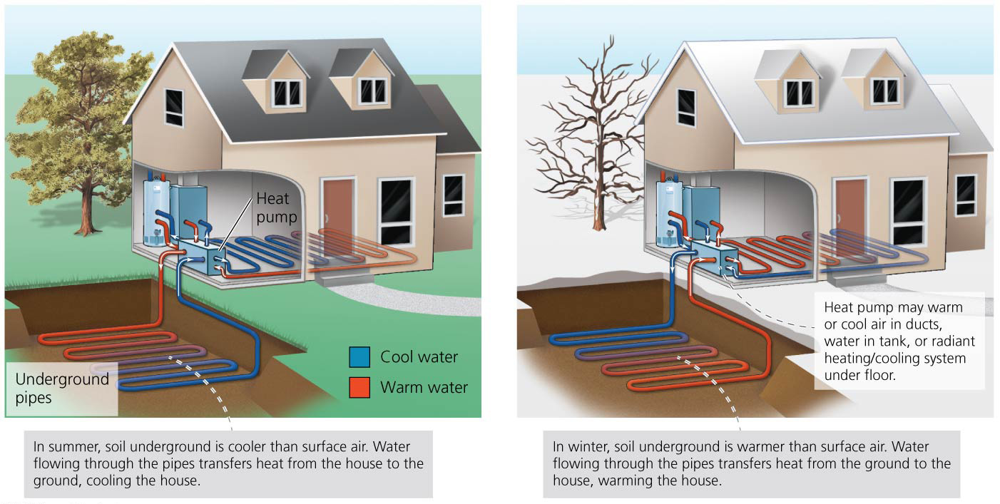 Heat
pump
Cool water
Warm water
Underground
pipes
In summer, soil underground is cooler than surface air. Water
flowing through the pipes transfers heat from the house to the
ground, cooling the house.
Heat pump may warm
or cool air in ducts,
water in tank, or radiant
heating/cooling system
under floor.
In winter, soil underground is warmer than surface air. Water
flowing through the pipes transfers heat from the ground to the
house, warming the house.